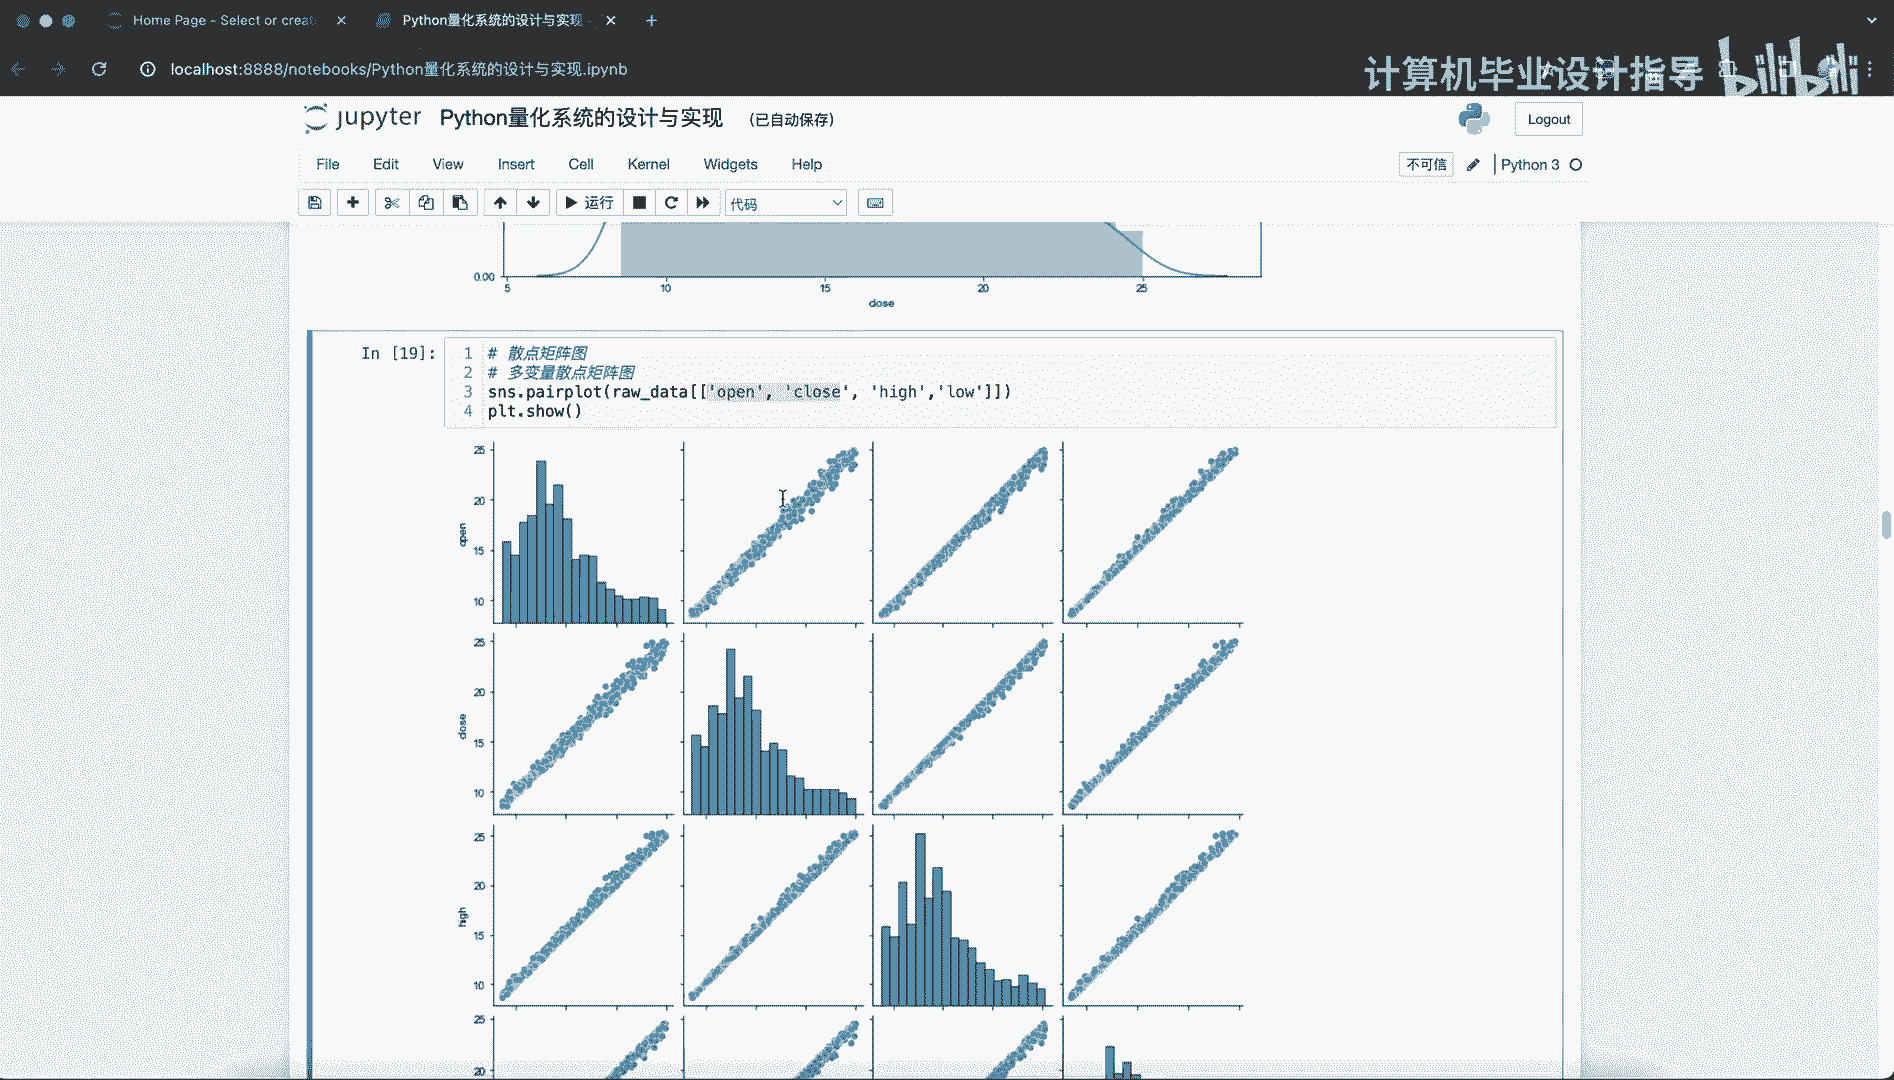 Home Page - Select or creat
Python量化系统的设计与实现 -
localhost:8888/notebooks/Python量化系统的设计与实现.ipynb
计算机毕业设计指导
bilibili
jupyter Python量化系统的设计与实现 (已自动保存)
Logout
File Edit View Insert Cell Kernel Widgets Help
不可信 Python 3
运行 代码
0.00
5 10 15 20 25
close
In [19]:
1 # 散点矩阵图
2 # 多变量散点矩阵图
3 sns.pairplot(raw_data[['open', 'close', 'high','low']])
4 plt.show()
25
20
open
15
10
25
20
close
15
10
25
20
high
15
10
25
20